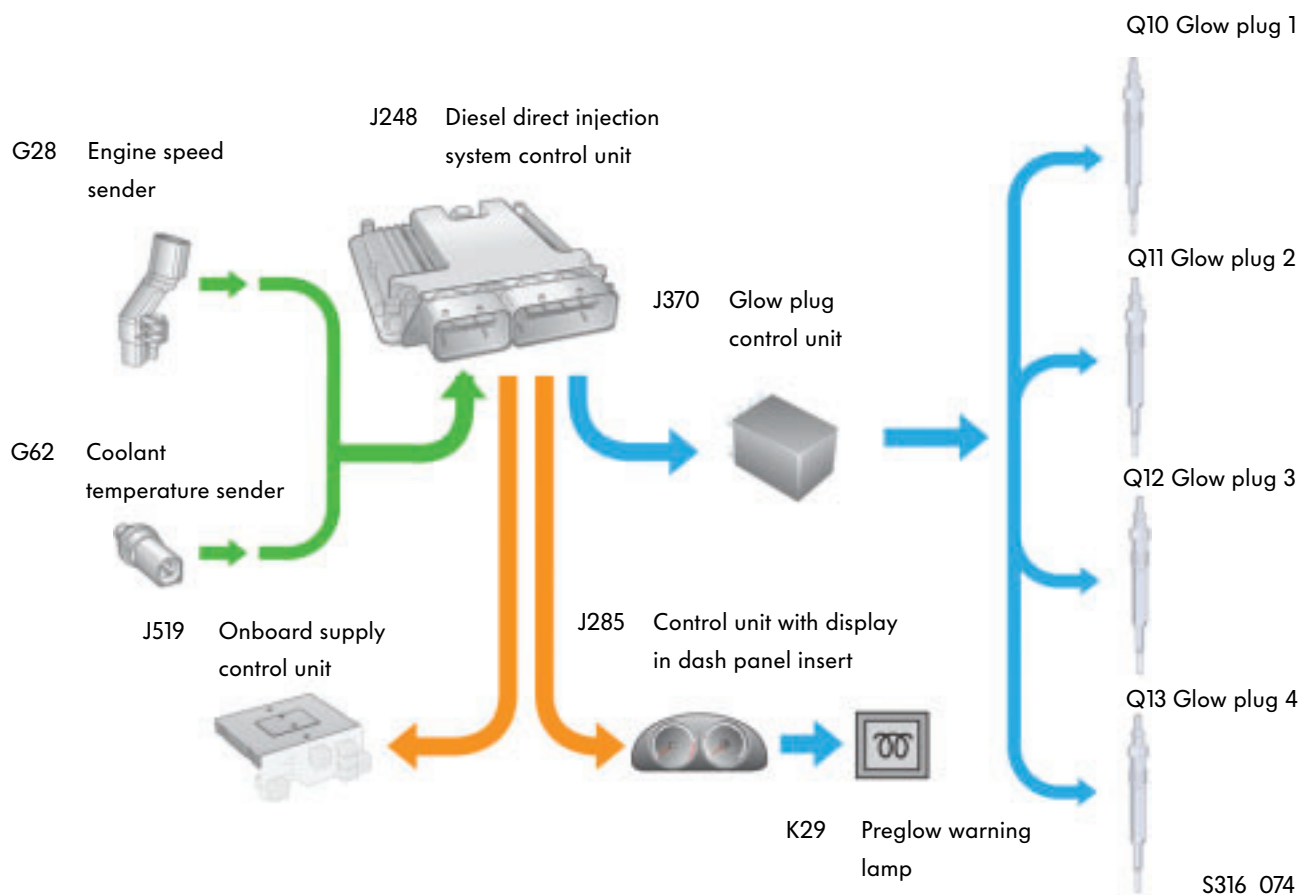 Q10 Glow plug 1
J248 Diesel direct injection
system control unit
G28 Engine speed
sender
Q11 Glow plug 2
J370 Glow plug
control unit
G62 Coolant
temperature sender
Q12 Glow plug 3
J519 Onboard supply
control unit
J285 Control unit with display
in dash panel insert
Q13 Glow plug 4
K29 Preglow warning
lamp
S316_074